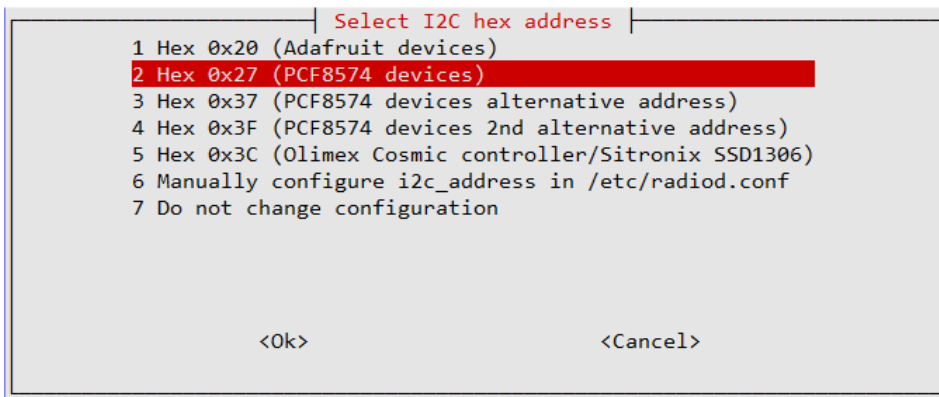 Select I2C hex address
1 Hex 0x20 (Adafruit devices)
2 Hex 0x27 (PCF8574 devices)
3 Hex 0x37 (PCF8574 devices alternative address)
4 Hex 0x3F (PCF8574 devices 2nd alternative address)
5 Hex 0x3C (Olimex Cosmic controller/Sitronix SSD1306)
6 Manually configure i2c_address in /etc/radiod.conf
7 Do not change configuration
<Ok> <Cancel>